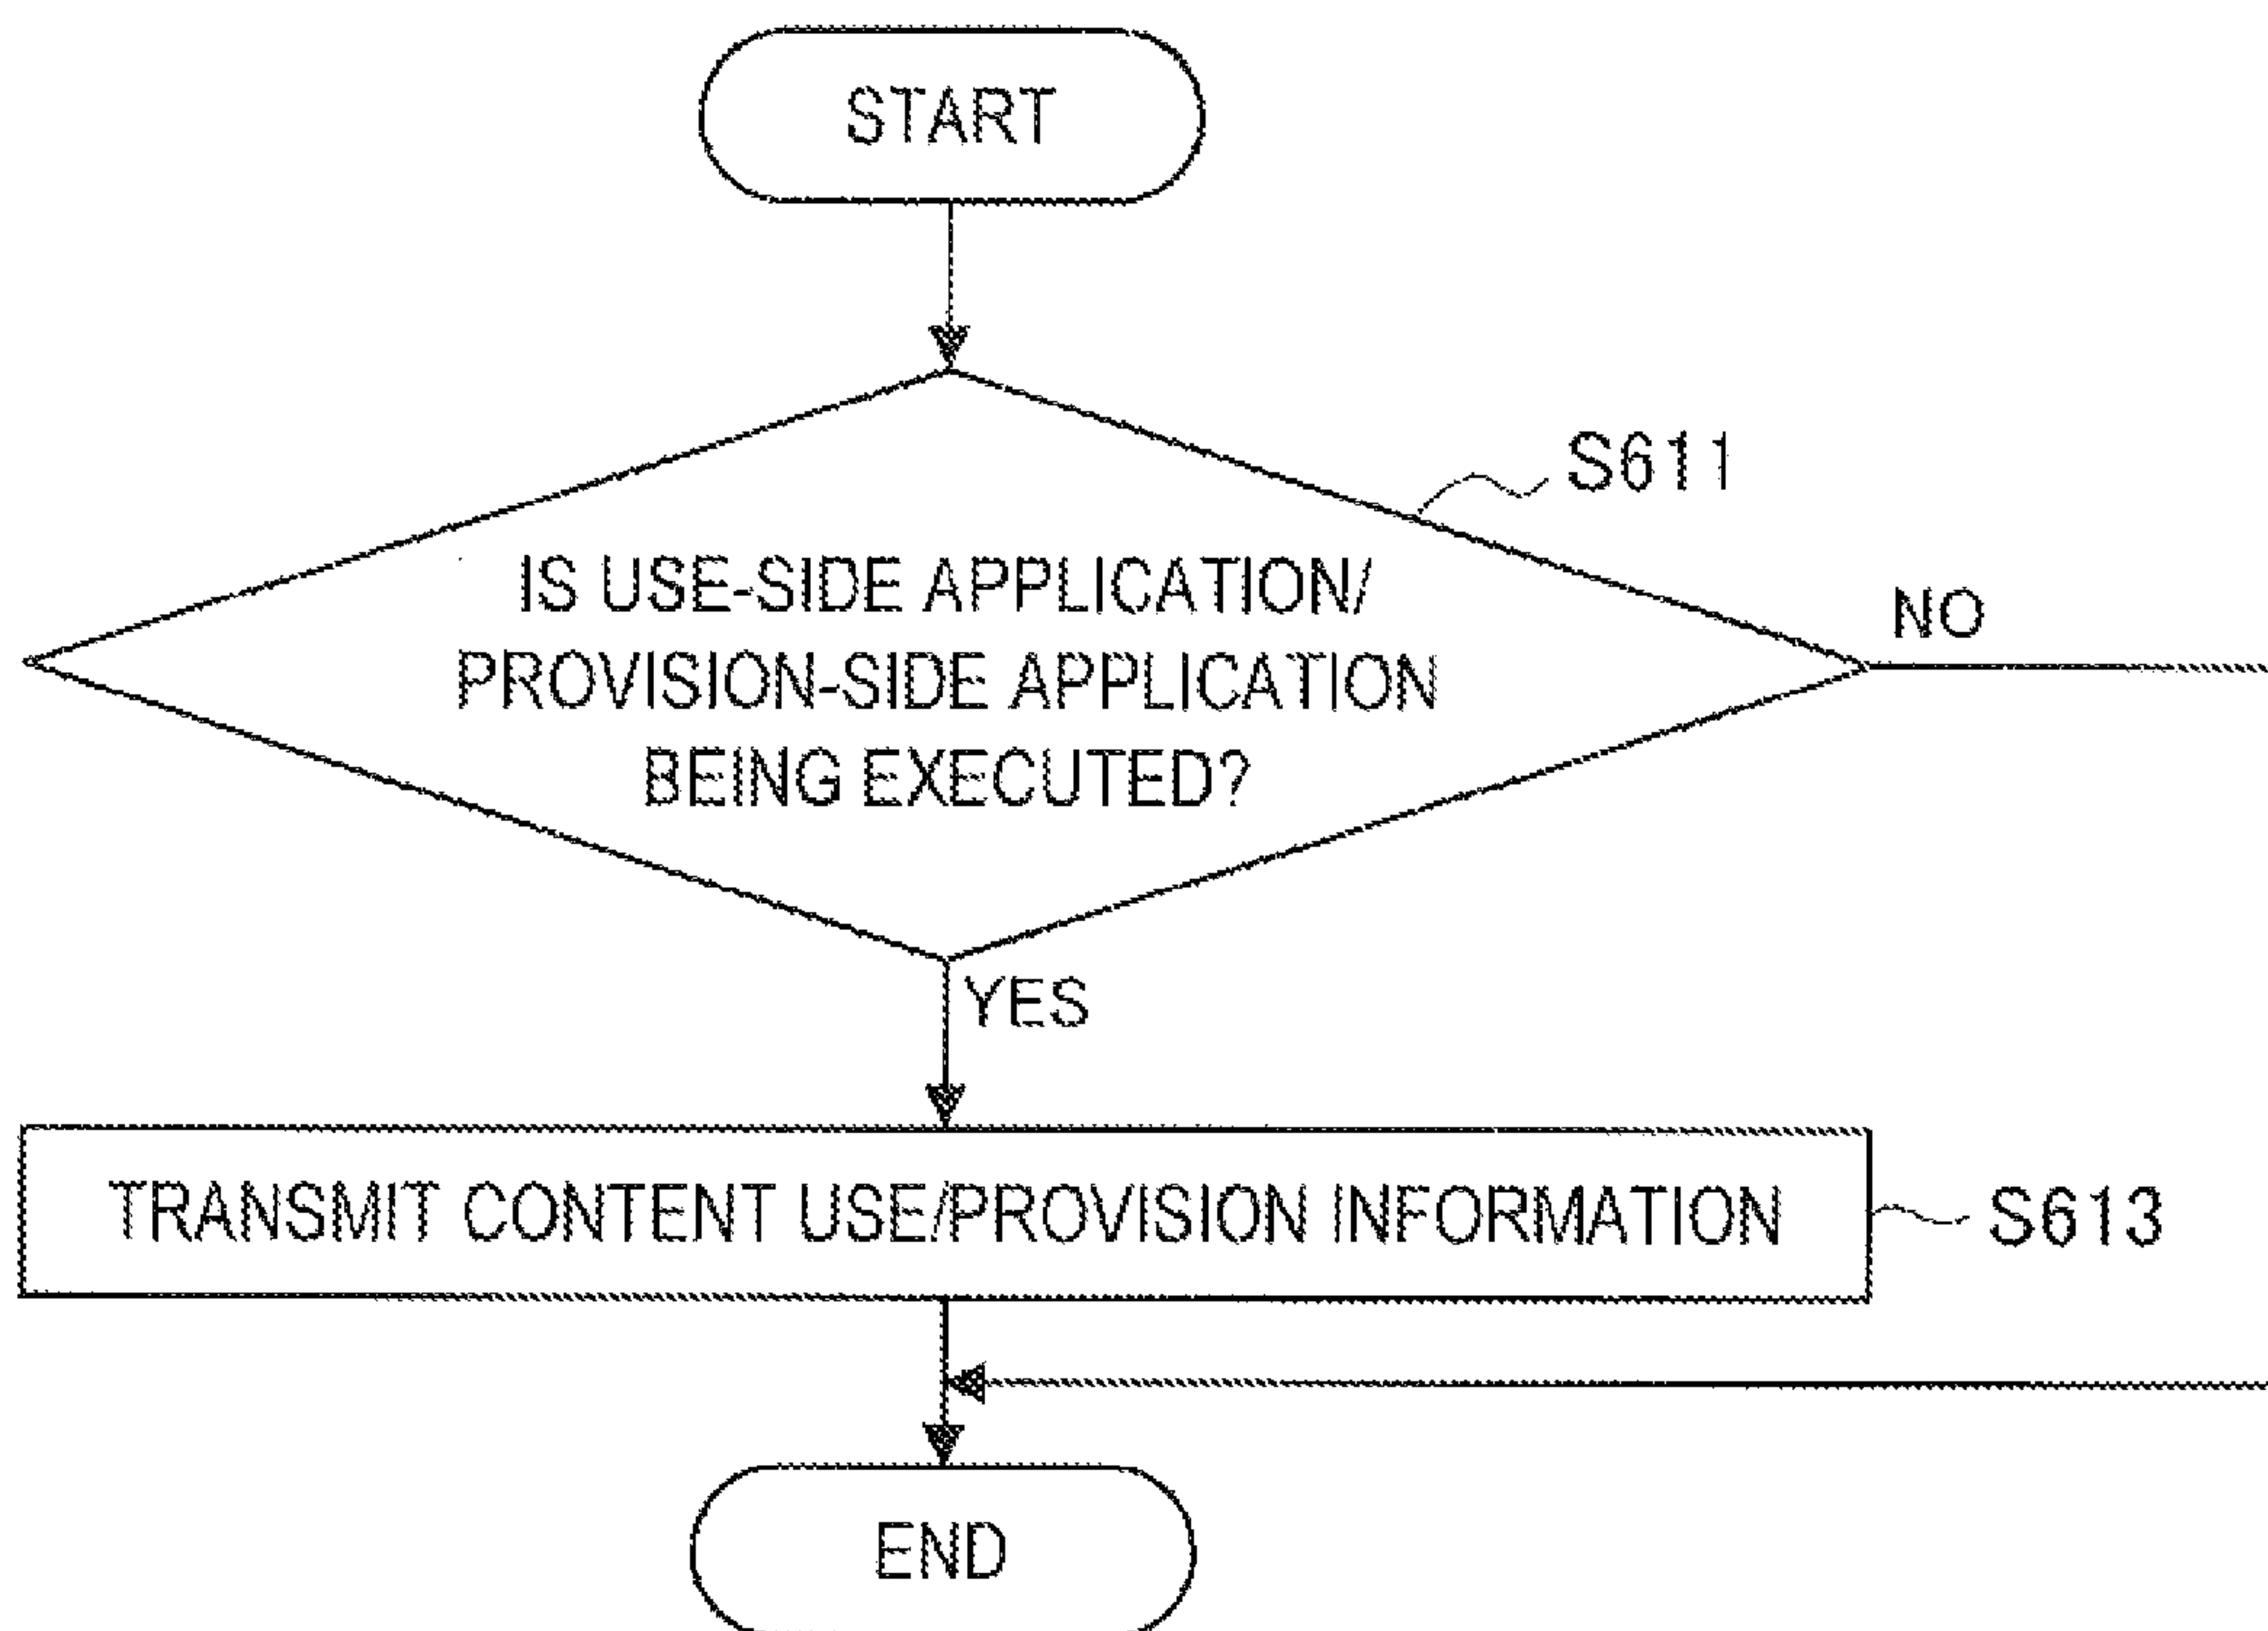 START
S611
IS USE-SIDE APPLICATION/
PROVISION-SIDE APPLICATION
BEING EXECUTED?
NO
YES
TRANSMIT CONTENT USE/PROVISION INFORMATION
S613
END